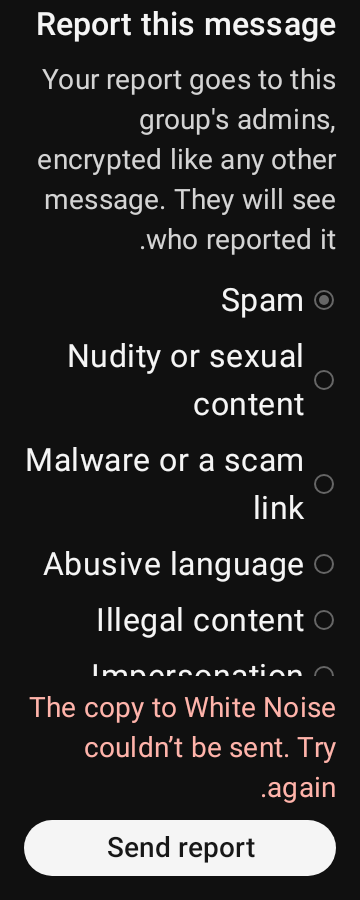 Report this message
Your report goes to this
group's admins,
encrypted like any other
message. They will see
.who reported it
Spam
Nudity or sexual
content
Malware or a scam
link
Abusive language
Illegal content
Impersonation
The copy to White Noise
couldn’t be sent. Try
.again
Send report